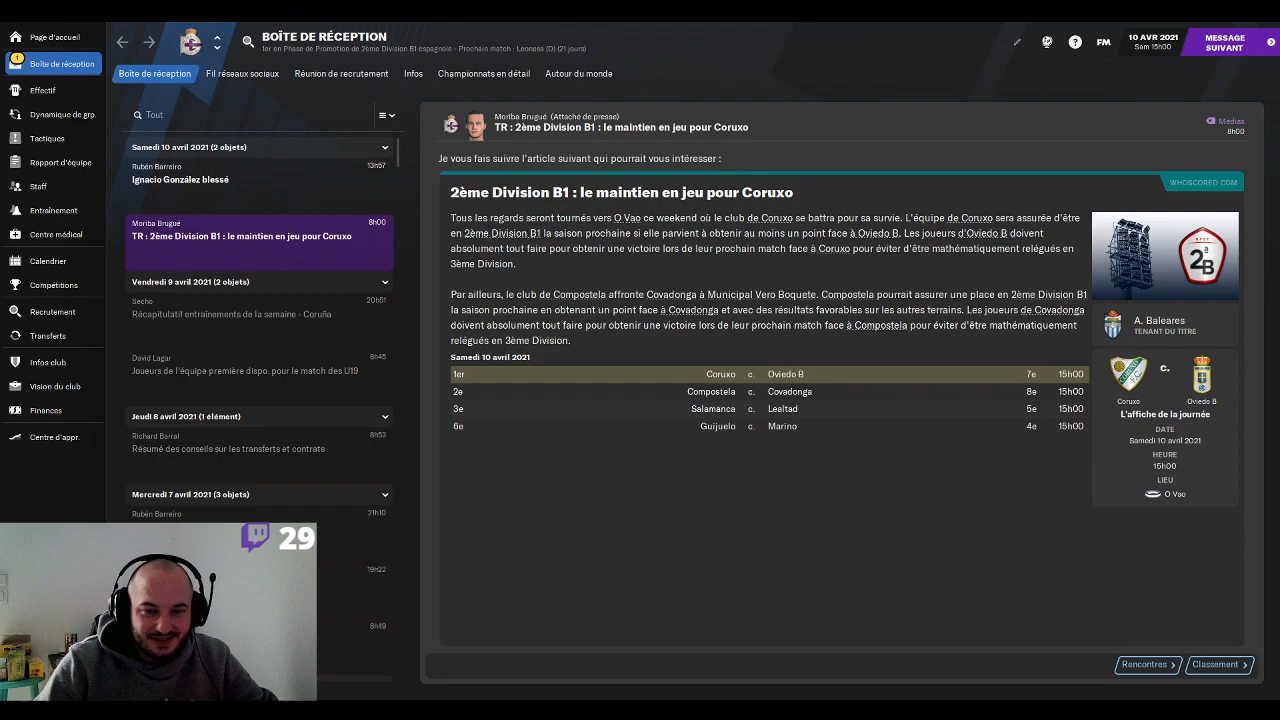 Page d'accueil
1
Boîte de réception
Effectif
Dynamique de grp.
Tactiques
Rapport d'équipe
Staff
Entraînement
Centre médical
Calendrier
Compétitions
Recrutement
Transferts
Infos club
Vision du club
Finances
Centre d'appr.
BOÎTE DE RÉCEPTION
1er en Phase de Promotion de 2ème Division B1 espagnole - Prochain match : Leonesa (D) (21 jours)
FM
10 AVR 2021
Sam 15h00
MESSAGE
SUIVANT
Boîte de réception
Fil réseaux sociaux
Réunion de recrutement
Infos
Championnats en détail
Autour du monde
Tout
Samedi 10 avril 2021 (2 objets)
Rubén Barreiro 13h57
Ignacio González blessé
Moriba Brugué 8h00
TR : 2ème Division B1 : le maintien en jeu pour Coruxo
Vendredi 9 avril 2021 (2 objets)
Secho 20h51
Récapitulatif entraînements de la semaine - Coruña
David Lagar 8h45
Joueurs de l'équipe première dispo. pour le match des U19
Jeudi 8 avril 2021 (1 élément)
Richard Barral 8h53
Résumé des conseils sur les transferts et contrats
Mercredi 7 avril 2021 (3 objets)
Rubén Barreiro 21h10
19h22
8h49
29
Moriba Brugué (Attaché de presse)
TR : 2ème Division B1 : le maintien en jeu pour Coruxo
Médias
8h00
Je vous fais suivre l'article suivant qui pourrait vous intéresser :
WHOSCORED.COM
2ème Division B1 : le maintien en jeu pour Coruxo
Tous les regards seront tournés vers O Vao ce weekend où le club de Coruxo se battra pour sa survie. L'équipe de Coruxo sera assurée d'être
en 2ème Division B1 la saison prochaine si elle parvient à obtenir au moins un point face à Oviedo B. Les joueurs d'Oviedo B doivent
absolument tout faire pour obtenir une victoire lors de leur prochain match face à Coruxo pour éviter d'être mathématiquement relégués en
3ème Division.
Par ailleurs, le club de Compostela affronte Covadonga à Municipal Vero Boquete. Compostela pourrait assurer une place en 2ème Division B1
la saison prochaine en obtenant un point face à Covadonga et avec des résultats favorables sur les autres terrains. Les joueurs de Covadonga
doivent absolument tout faire pour obtenir une victoire lors de leur prochain match face à Compostela pour éviter d'être mathématiquement
relégués en 3ème Division.
Samedi 10 avril 2021
1er Coruxo c. Oviedo B 7e 15h00
2e Compostela c. Covadonga 8e 15h00
3e Salamanca c. Lealtad 5e 15h00
6e Guijuelo c. Marino 4e 15h00
2ªB
A. Baleares
TENANT DU TITRE
c.
Coruxo
Oviedo B
L'affiche de la journée
DATE
Samedi 10 avril 2021
HEURE
15h00
LIEU
O Vao
Rencontres
Classement